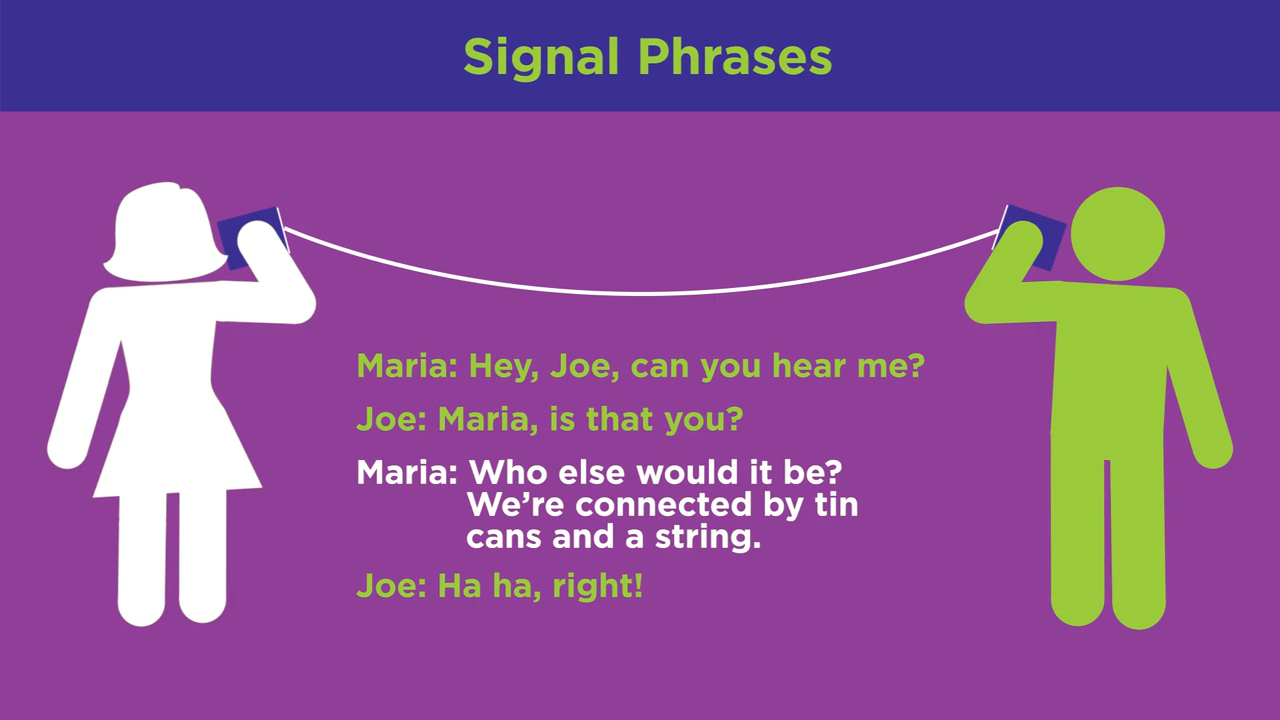 Signal Phrases
Maria: Hey, Joe, can you hear me?
Joe: Maria, is that you?
Maria: Who else would it be?
We’re connected by tin
cans and a string.
Joe: Ha ha, right!